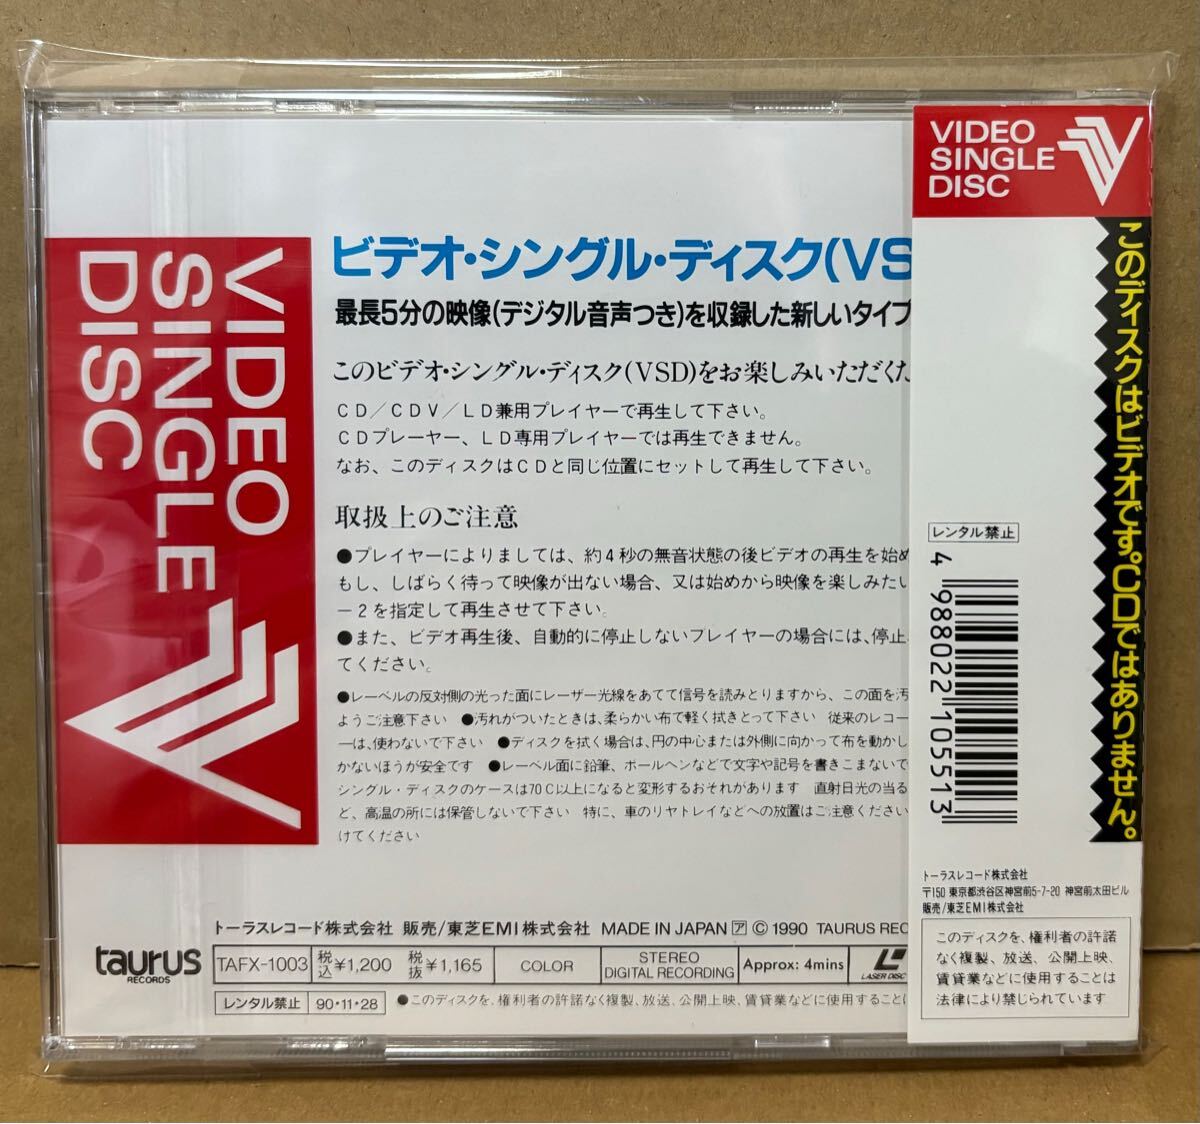 VIDEO
SINGLE
DISC
ビデオ・シングル・ディスク(VS
最長5分の映像(デジタル音声つき)を収録した新しいタイプ
このビデオ・シングル・ディスク(VSD)をお楽しみいただくた
CD/CDV/LD兼用プレイヤーで再生して下さい。
CDプレーヤー、LD専用プレイヤーでは再生できません。
なお、このディスクはCDと同じ位置にセットして再生して下さい。
取扱上のご注意
●プレイヤーによりましては、約4秒の無音状態の後ビデオの再生を始め
もし、しばらく待って映像が出ない場合、又は始めから映像を楽しみたい
−2を指定して再生させて下さい。
●また、ビデオ再生後、自動的に停止しないプレイヤーの場合には、停止
てください。
●レーベルの反対側の光った面にレーザー光線をあてて信号を読みとりますから、この面を汚
ようご注意下さい ●汚れがついたときは、柔らかい布で軽く拭きとって下さい 従来のレコー
ーは、使わないで下さい ●ディスクを拭く場合は、円の中心または外側に向かって布を動かし
かないほうが安全です ●レーベル面に鉛筆、ボールペンなどで文字や記号を書きこまないで
シングル・ディスクのケースは70℃以上になると変形するおそれがあります 直射日光の当る
ど、高温の所には保管しないで下さい 特に、車のリヤトレイなどへの放置はご注意ください
けてください
トーラスレコード株式会社 販売/東芝EMI株式会社 MADE IN JAPAN ア © 1990 TAURUS REC
taurus
RECORDS
TAFX-1003 税込¥1,200 税抜¥1,165 COLOR STEREO DIGITAL RECORDING Approx: 4mins LASER DISC
レンタル禁止 90・11・28 ●このディスクを、権利者の許諾なく複製、放送、公開上映、賃貸業などに使用すること
VIDEO
SINGLE
DISC
このディスクはビデオです。CDではありません。
レンタル禁止
4 988022 105513
トーラスレコード株式会社
〒150 東京都渋谷区神宮前5-7-20 神宮前太田ビル
販売/東芝EMI株式会社
このディスクを、権利者の許諾
なく複製、放送、公開上映、
賃貸業などに使用することは
法律により禁じられています